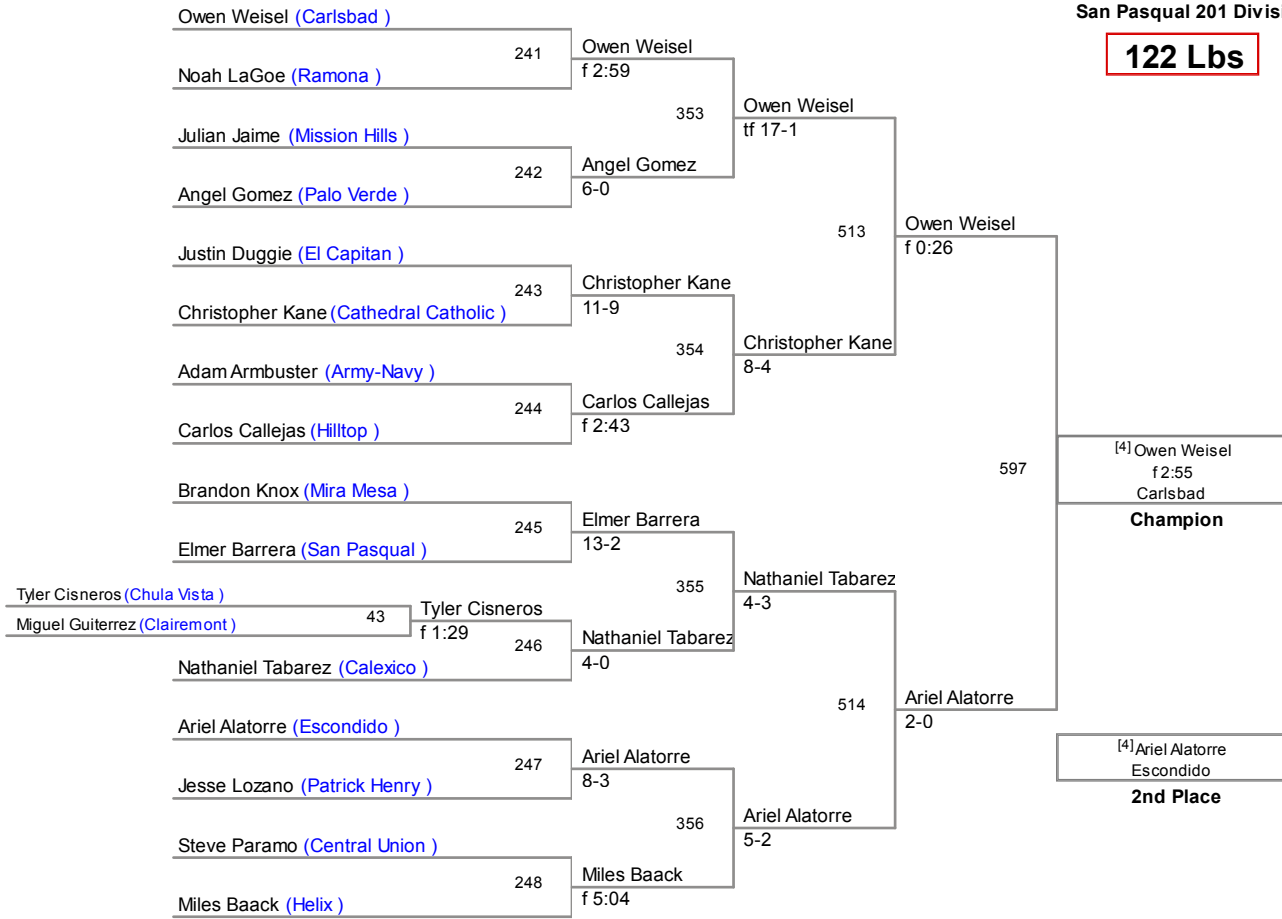 San Pasqual 201 Divisi
122 Lbs
Owen Weisel (Carlsbad )
241
Noah LaGoe (Ramona )
Owen Weisel
f 2:59
Julian Jaime (Mission Hills )
242
Angel Gomez (Palo Verde )
Angel Gomez
6-0
353
Owen Weisel
tf 17-1
Justin Duggie (El Capitan )
243
Christopher Kane (Cathedral Catholic )
Christopher Kane
11-9
Adam Armbuster (Army-Navy )
244
Carlos Callejas (Hilltop )
Carlos Callejas
f 2:43
354
Christopher Kane
8-4
513
Owen Weisel
f 0:26
Brandon Knox (Mira Mesa )
245
Elmer Barrera (San Pasqual )
Elmer Barrera
13-2
Tyler Cisneros (Chula Vista )
43
Miguel Guiterrez (Clairemont )
Tyler Cisneros
f 1:29
246
Nathaniel Tabarez (Calexico )
Nathaniel Tabarez
4-0
355
Nathaniel Tabarez
4-3
Ariel Alatorre (Escondido )
247
Jesse Lozano (Patrick Henry )
Ariel Alatorre
8-3
Steve Paramo (Central Union )
248
Miles Baack (Helix )
Miles Baack
f 5:04
356
Ariel Alatorre
5-2
514
Ariel Alatorre
2-0
597
[4] Owen Weisel
f 2:55
Carlsbad
Champion
[4] Ariel Alatorre
Escondido
2nd Place